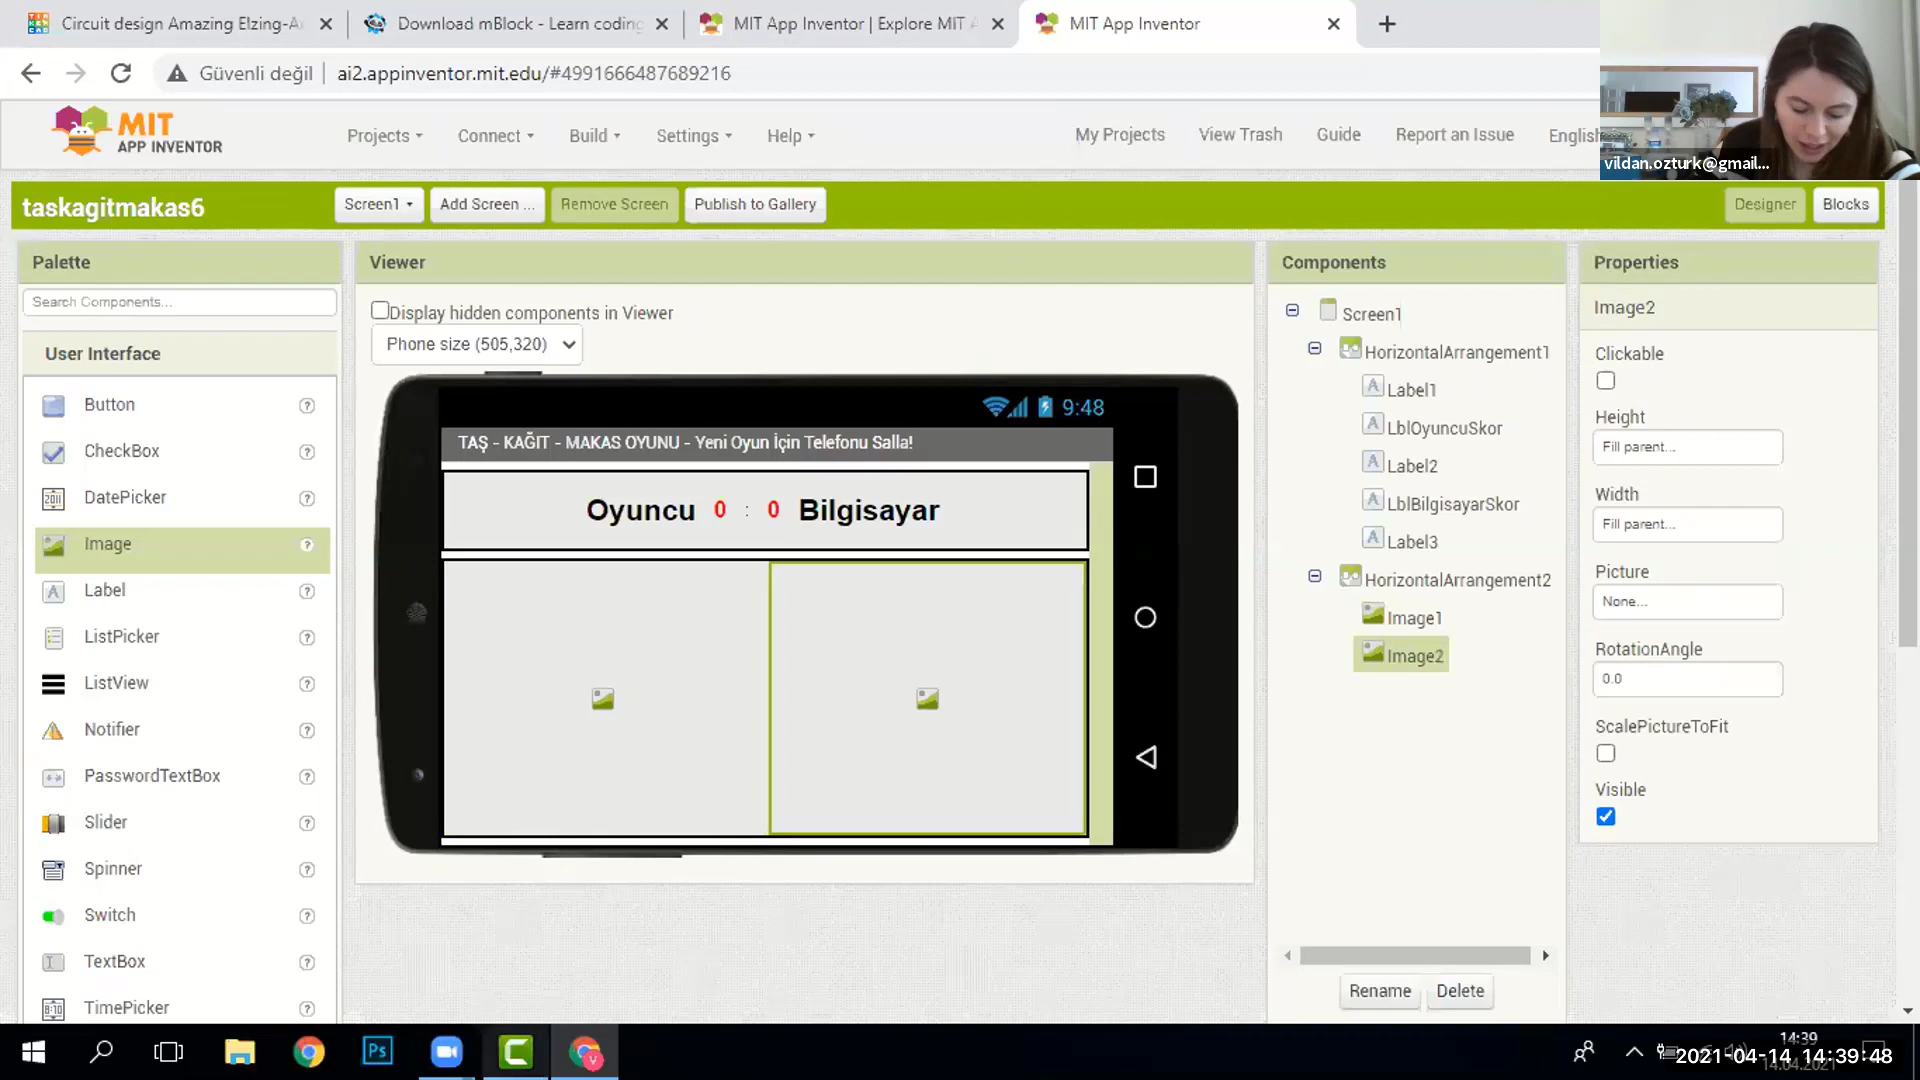 Circuit design Amazing Elzing-A
Download mBlock - Learn coding
MIT App Inventor | Explore MIT A
MIT App Inventor
Güvenli değil
ai2.appinventor.mit.edu/#4991666487689216
MIT
APP INVENTOR
Projects
Connect
Build
Settings
Help
My Projects
View Trash
Guide
Report an Issue
English
vildan.ozturk@gmail...
taskagitmakas6
Screen1
Add Screen ...
Remove Screen
Publish to Gallery
Designer
Blocks
Palette
Search Components...
User Interface
Button
CheckBox
DatePicker
Image
Label
ListPicker
ListView
Notifier
PasswordTextBox
Slider
Spinner
Switch
TextBox
TimePicker
Viewer
Display hidden components in Viewer
Phone size (505,320)
9:48
TAŞ - KAĞIT - MAKAS OYUNU - Yeni Oyun İçin Telefonu Salla!
Oyuncu 0 : 0 Bilgisayar
Components
Screen1
HorizontalArrangement1
Label1
LblOyuncuSkor
Label2
LblBilgisayarSkor
Label3
HorizontalArrangement2
Image1
Image2
Rename
Delete
Properties
Image2
Clickable
Height
Fill parent...
Width
Fill parent...
Picture
None...
RotationAngle
0.0
ScalePictureToFit
Visible
Ps
14:39
14.04.2021
2021-04-14 14:39:48